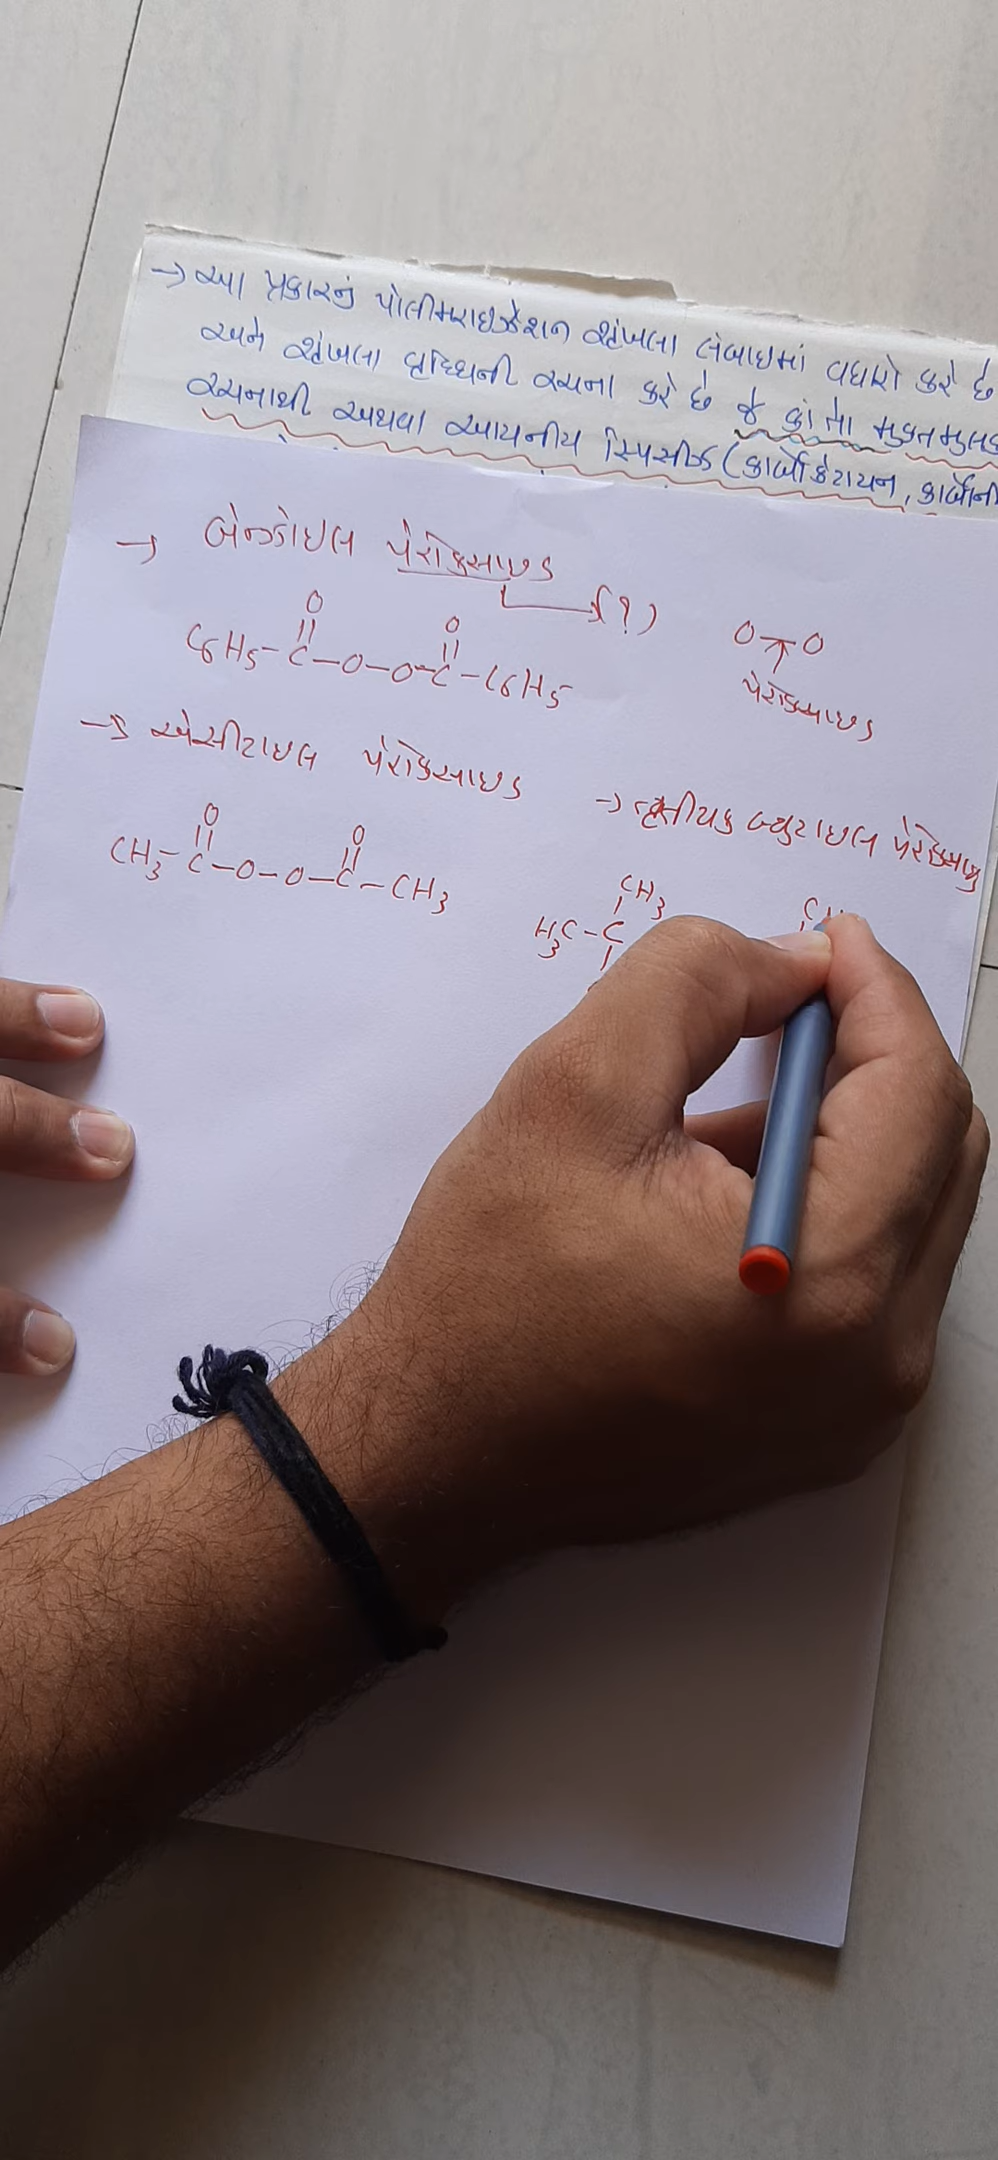 → આ પ્રકારનું પોલીમરાઇઝેશન શૃંખલા લંબાઇમાં વધારો કરે છે
અને શૃંખલા વૃધ્ધિની રચના કરે છે જે કાં તો મુક્તમુલક
રચનાથી અથવા આયનીય સ્પિસીઝ (કાર્બોકેટાયન, કાર્બોની
→ બેન્ઝોઇલ પેરોક્સાઇડ
(?)
O O
O–O
C6H5–C–O–O–C–C6H5
પેરોક્સાઇડ
→ એસીટાઇલ પેરોક્સાઇડ
→ તૃતીયક બ્યુટાઇલ પેરોક્સાઇડ
O O
CH3–C–O–O–C–CH3
CH3
H3C–C